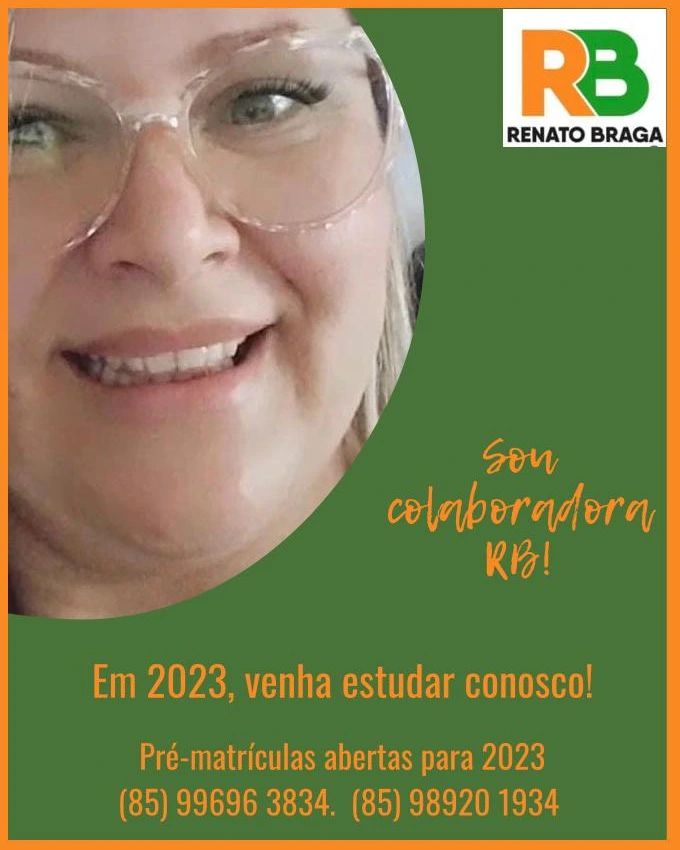 RB
RENATO BRAGA
Sou
colaboradora
RB!
Em 2023, venha estudar conosco!
Pré-matrículas abertas para 2023
(85) 99696 3834. (85) 98920 1934